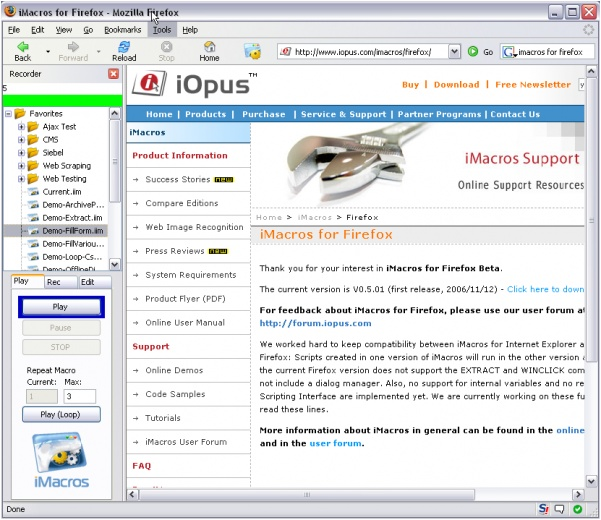 iMacros for Firefox - Mozilla Firefox
File Edit View Go Bookmarks Tools Help
Back Forward Reload Stop Home http://www.iopus.com/imacros/firefox/ Go imacros for firefox
Recorder
5
Favorites
Ajax Test
CMS
Siebel
Web Scraping
Web Testing
Current.iim
Demo-ArchiveP...
Demo-Extract.iim
Demo-FillForm.iim
Demo-FillVariou...
Demo-Loop-Cs...
Demo-OfflineDi...
Play Rec Edit
Play
Pause
STOP
Repeat Macro
Current: Max:
1 3
Play (Loop)
iMacros
iOpus™
Buy | Download | Free Newsletter
Home | Products | Purchase | Service & Support | Partner Programs | Contact Us
iMacros
Product Information
→ Success Stories new
→ Compare Editions
→ Web Image Recognition
→ Press Reviews new
→ System Requirements
→ Product Flyer (PDF)
→ Online User Manual
Support
→ Online Demos
→ Code Samples
→ Tutorials
→ iMacros User Forum
FAQ
iMacros Support
Online Support Resources
Home > iMacros > Firefox
iMacros for Firefox
Thank you for your interest in iMacros for Firefox Beta.
The current version is V0.5.01 (first release, 2006/11/12) - Click here to down
For feedback about iMacros for Firefox, please use our user forum at
http://forum.iopus.com
We worked hard to keep compatibility between iMacros for Internet Explorer a
Firefox: Scripts created in one version of iMacros will run in the other version a
the current Firefox version does not support the EXTRACT and WINCLICK com
not include a dialog manager. Also, no support for internal variables and no re
Scripting Interface are implemented yet. We are currently working on these fu
read these lines.
More information about iMacros in general can be found in the online
and in the user forum.
Done